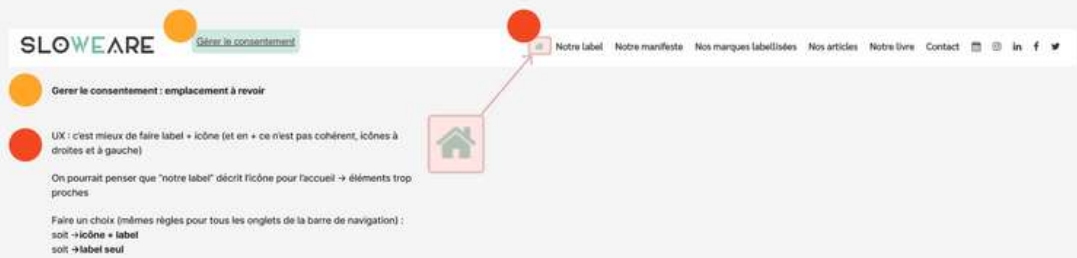 SLOWEARE
Gérer le consentement
Notre label Notre manifeste Nos marques labellisées Nos articles Notre livre Contact
Gerer le consentement : emplacement à revoir
UX : c'est mieux de faire label + icône (et en + ce n'est pas cohérent, icônes à
droites et à gauche)
On pourrait penser que "notre label" décrit l'icône pour l'accueil → éléments trop
proches
Faire un choix (mêmes règles pour tous les onglets de la barre de navigation) :
soit →icône + label
soit →label seul